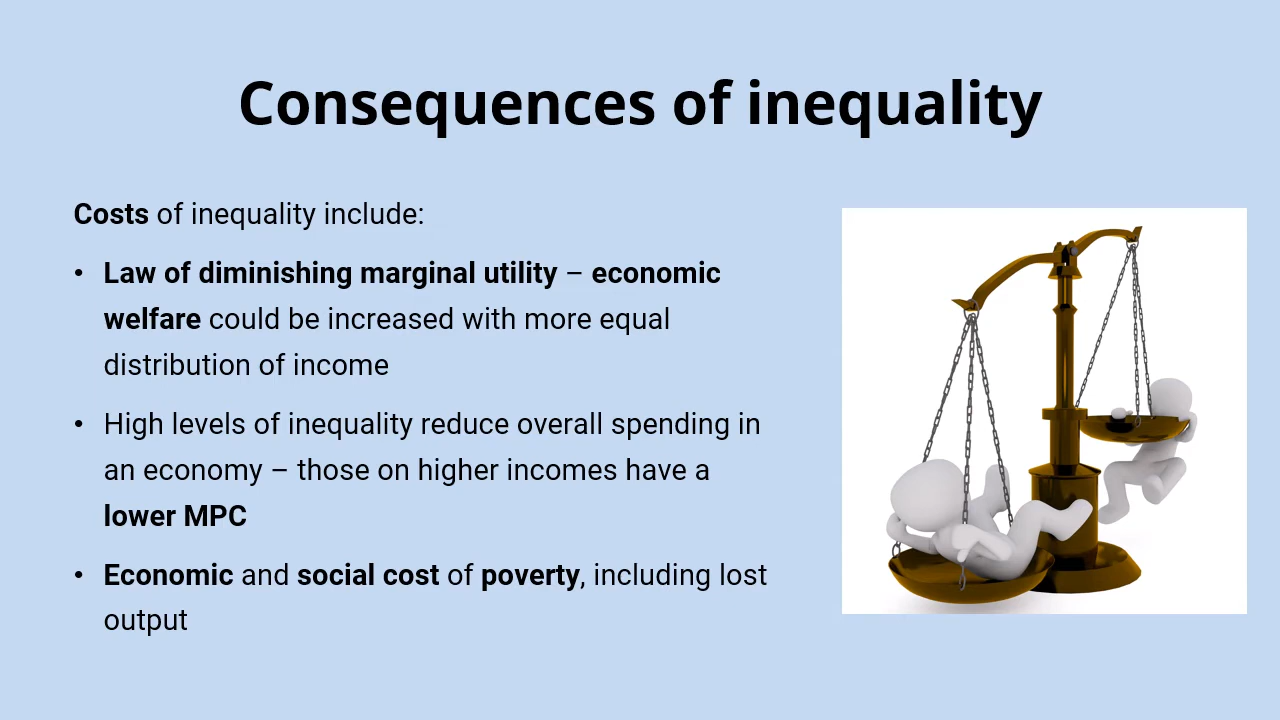 Consequences of inequality
Costs of inequality include:
• Law of diminishing marginal utility – economic
welfare could be increased with more equal
distribution of income
• High levels of inequality reduce overall spending in
an economy – those on higher incomes have a
lower MPC
• Economic and social cost of poverty, including lost
output